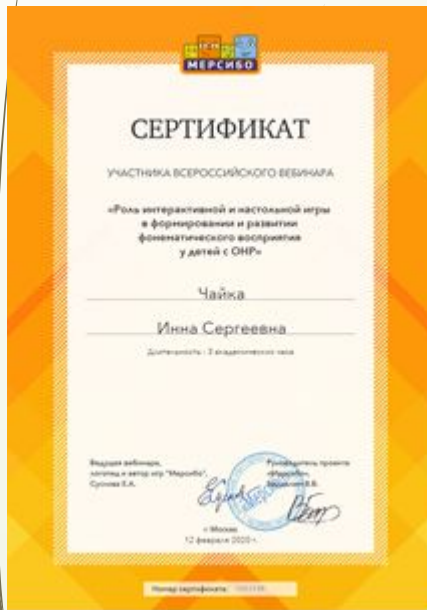 МЕРСИБО
СЕРТИФИКАТ
УЧАСТНИКА ВСЕРОССИЙСКОГО ВЕБИНАРА
«Роль интерактивной и настольной игры
в формировании и развитии
фонематического восприятия
у детей с ОНР»
Чайка
Инна Сергеевна
Длительность - 2 академических часа
Ведущая вебинара,
логопед и автор игр "Мерсибо",
Суслова Е.А.
Руководитель проекта
«Мерсибо»,
г. Москва
12 февраля 2020 г.
Номер сертификата: